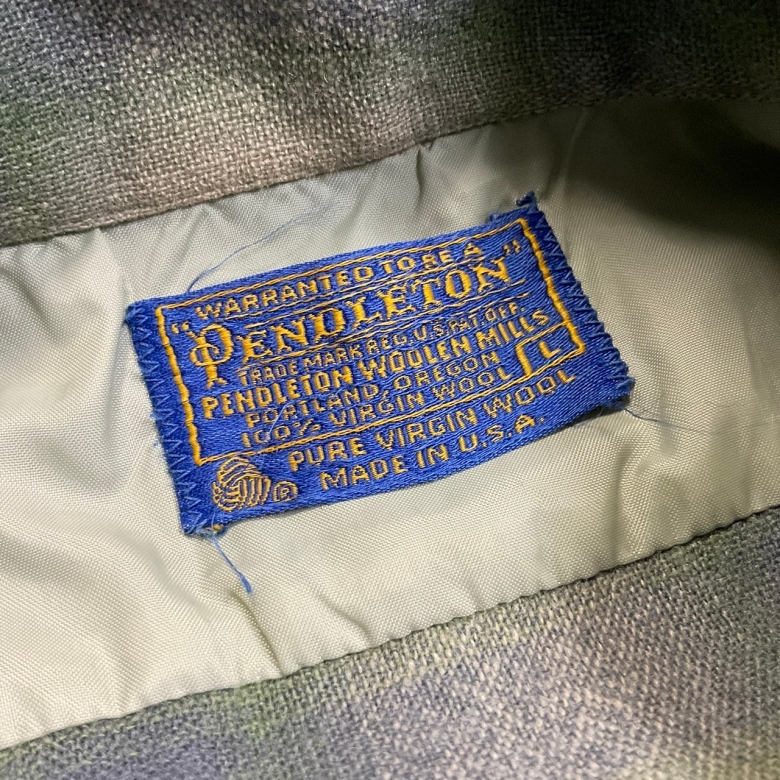 WARRANTED TO BE A
"PENDLETON"
TRADE MARK REG. U.S. PAT. OFF.
PENDLETON WOOLEN MILLS
PORTLAND, OREGON
100% VIRGIN WOOL L
PURE VIRGIN WOOL
® MADE IN U.S.A.